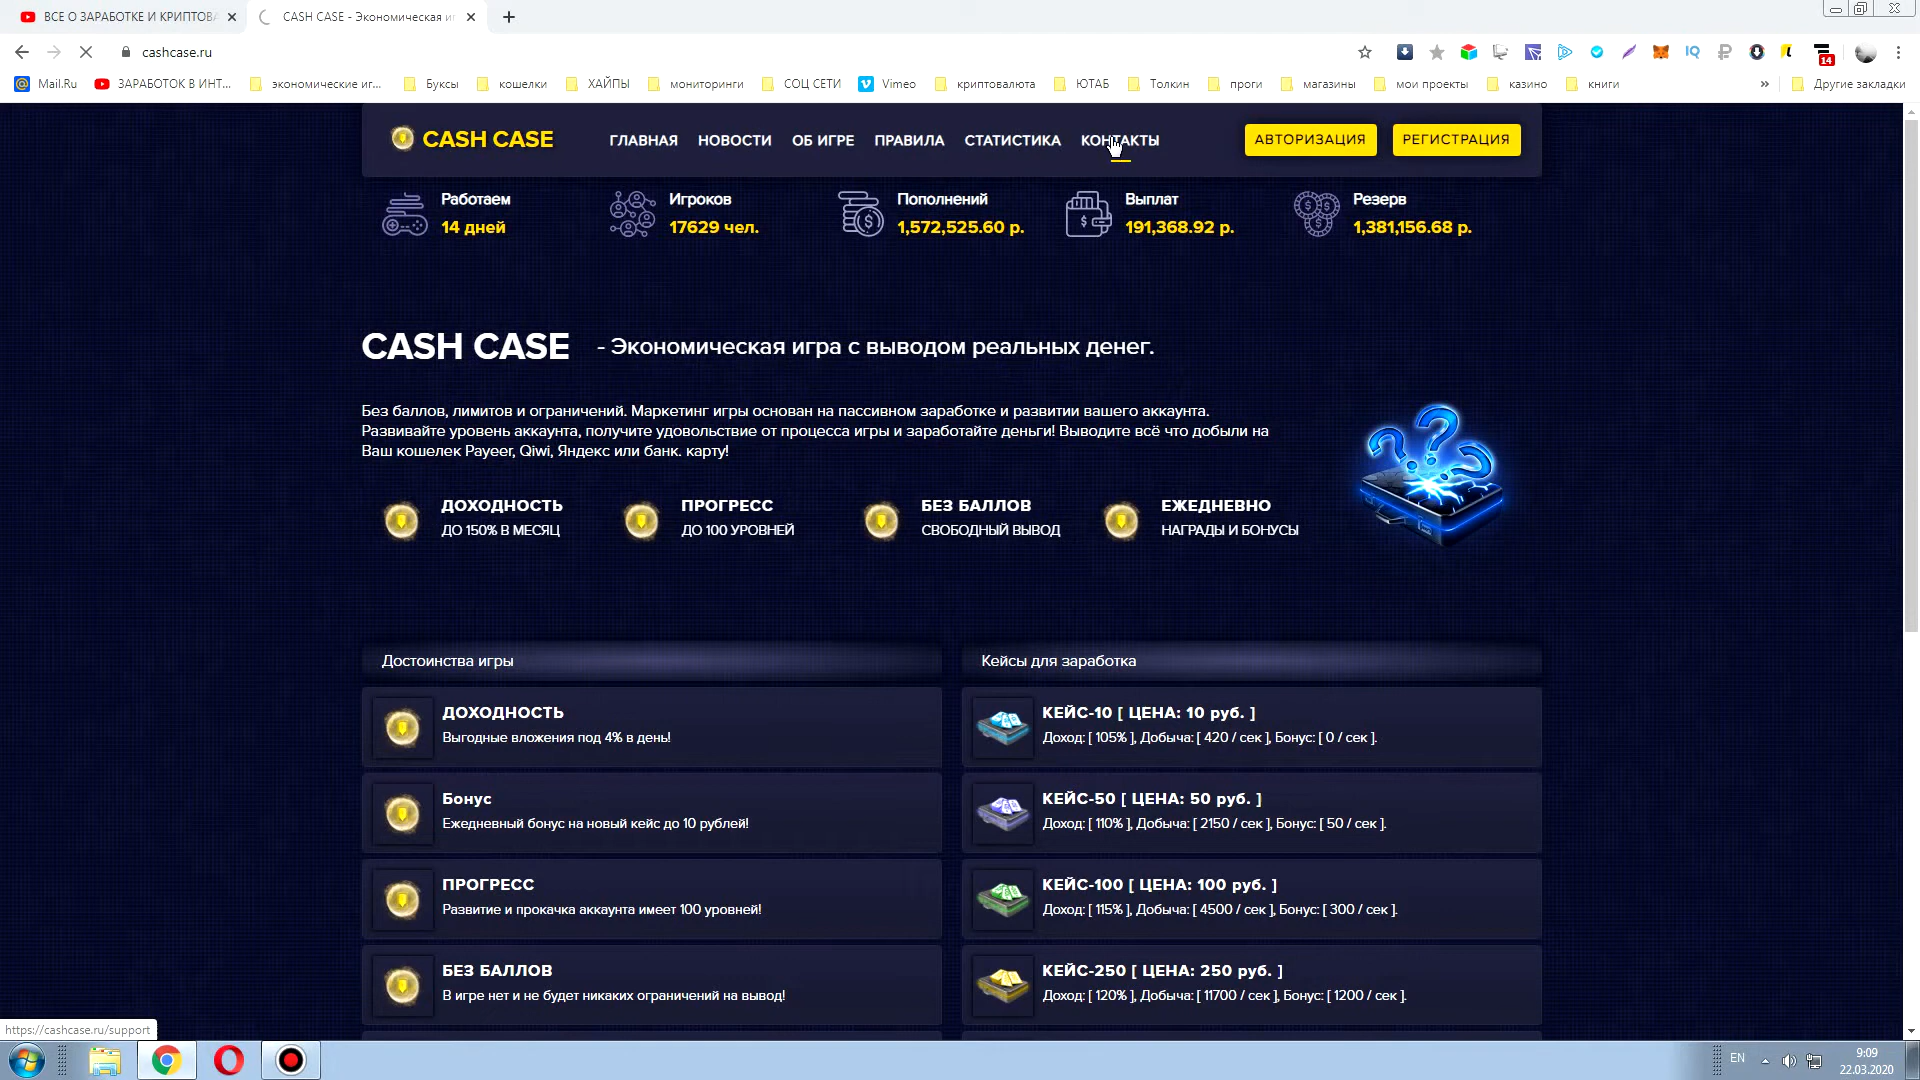 ВСЕ О ЗАРАБОТКЕ И КРИПТОВА
CASH CASE - Экономическая иг
cashcase.ru
14
Mail.Ru
ЗАРАБОТОК В ИНТ...
экономические иг...
Буксы
кошелки
ХАЙПЫ
мониторинги
СОЦ СЕТИ
Vimeo
криптовалюта
ЮТАБ
Толкин
проги
магазины
мои проекты
казино
книги
Другие закладки
CASH CASE
ГЛАВНАЯ
НОВОСТИ
ОБ ИГРЕ
ПРАВИЛА
СТАТИСТИКА
КОНТАКТЫ
АВТОРИЗАЦИЯ
РЕГИСТРАЦИЯ
Работаем
14 дней
Игроков
17629 чел.
Пополнений
1,572,525.60 р.
Выплат
191,368.92 р.
Резерв
1,381,156.68 р.
CASH CASE - Экономическая игра с выводом реальных денег.
Без баллов, лимитов и ограничений. Маркетинг игры основан на пассивном заработке и развитии вашего аккаунта.
Развивайте уровень аккаунта, получите удовольствие от процесса игры и заработайте деньги! Выводите всё что добыли на
Ваш кошелек Payeer, Qiwi, Яндекс или банк. карту!
ДОХОДНОСТЬ
ДО 150% В МЕСЯЦ
ПРОГРЕСС
ДО 100 УРОВНЕЙ
БЕЗ БАЛЛОВ
СВОБОДНЫЙ ВЫВОД
ЕЖЕДНЕВНО
НАГРАДЫ И БОНУСЫ
Достоинства игры
ДОХОДНОСТЬ
Выгодные вложения под 4% в день!
Бонус
Ежедневный бонус на новый кейс до 10 рублей!
ПРОГРЕСС
Развитие и прокачка аккаунта имеет 100 уровней!
БЕЗ БАЛЛОВ
В игре нет и не будет никаких ограничений на вывод!
Кейсы для заработка
КЕЙС-10 [ ЦЕНА: 10 руб. ]
Доход: [ 105% ], Добыча: [ 420 / сек ], Бонус: [ 0 / сек ].
КЕЙС-50 [ ЦЕНА: 50 руб. ]
Доход: [ 110% ], Добыча: [ 2150 / сек ], Бонус: [ 50 / сек ].
КЕЙС-100 [ ЦЕНА: 100 руб. ]
Доход: [ 115% ], Добыча: [ 4500 / сек ], Бонус: [ 300 / сек ].
КЕЙС-250 [ ЦЕНА: 250 руб. ]
Доход: [ 120% ], Добыча: [ 11700 / сек ], Бонус: [ 1200 / сек ].
https://cashcase.ru/support
EN
9:09
22.03.2020